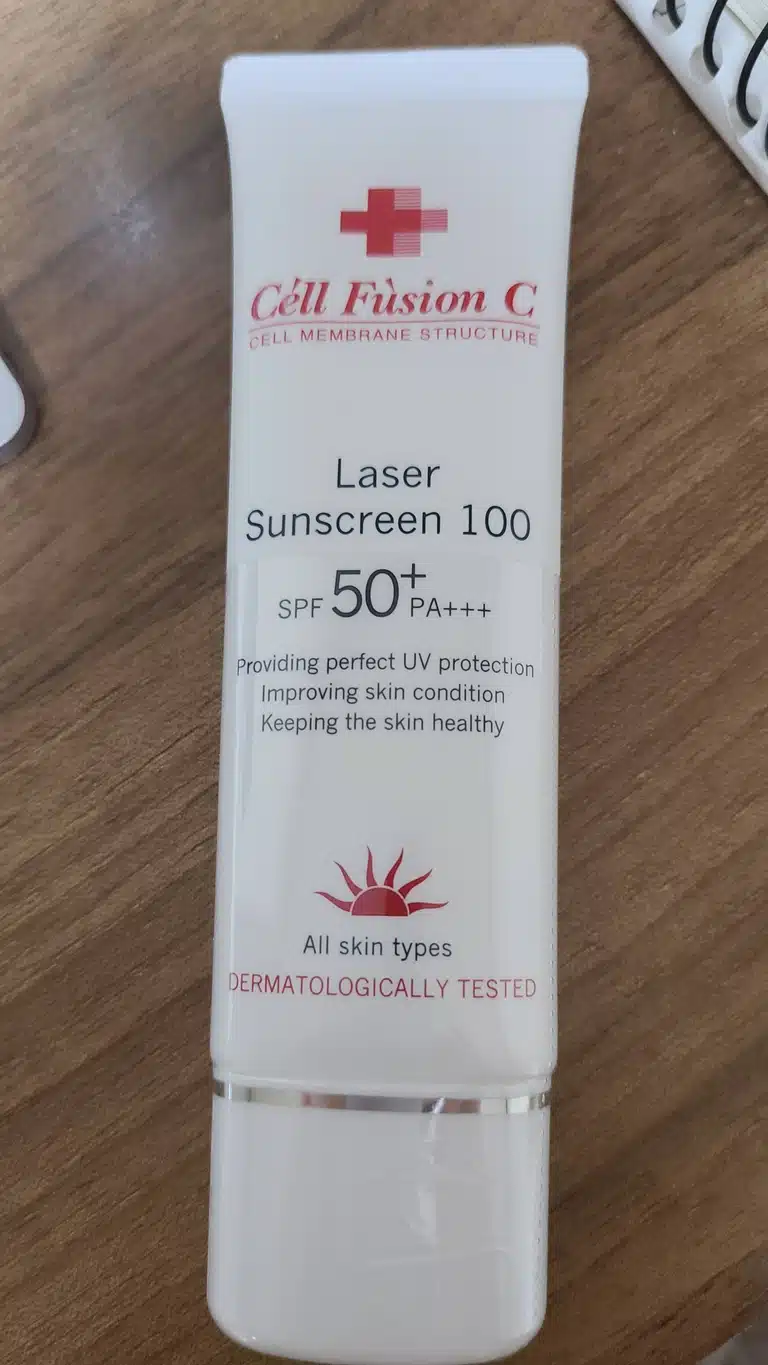 Céll Fùsion C
CELL MEMBRANE STRUCTURE
Laser
Sunscreen 100
SPF 50+ PA+++
Providing perfect UV protection
Improving skin condition
Keeping the skin healthy
All skin types
DERMATOLOGICALLY TESTED